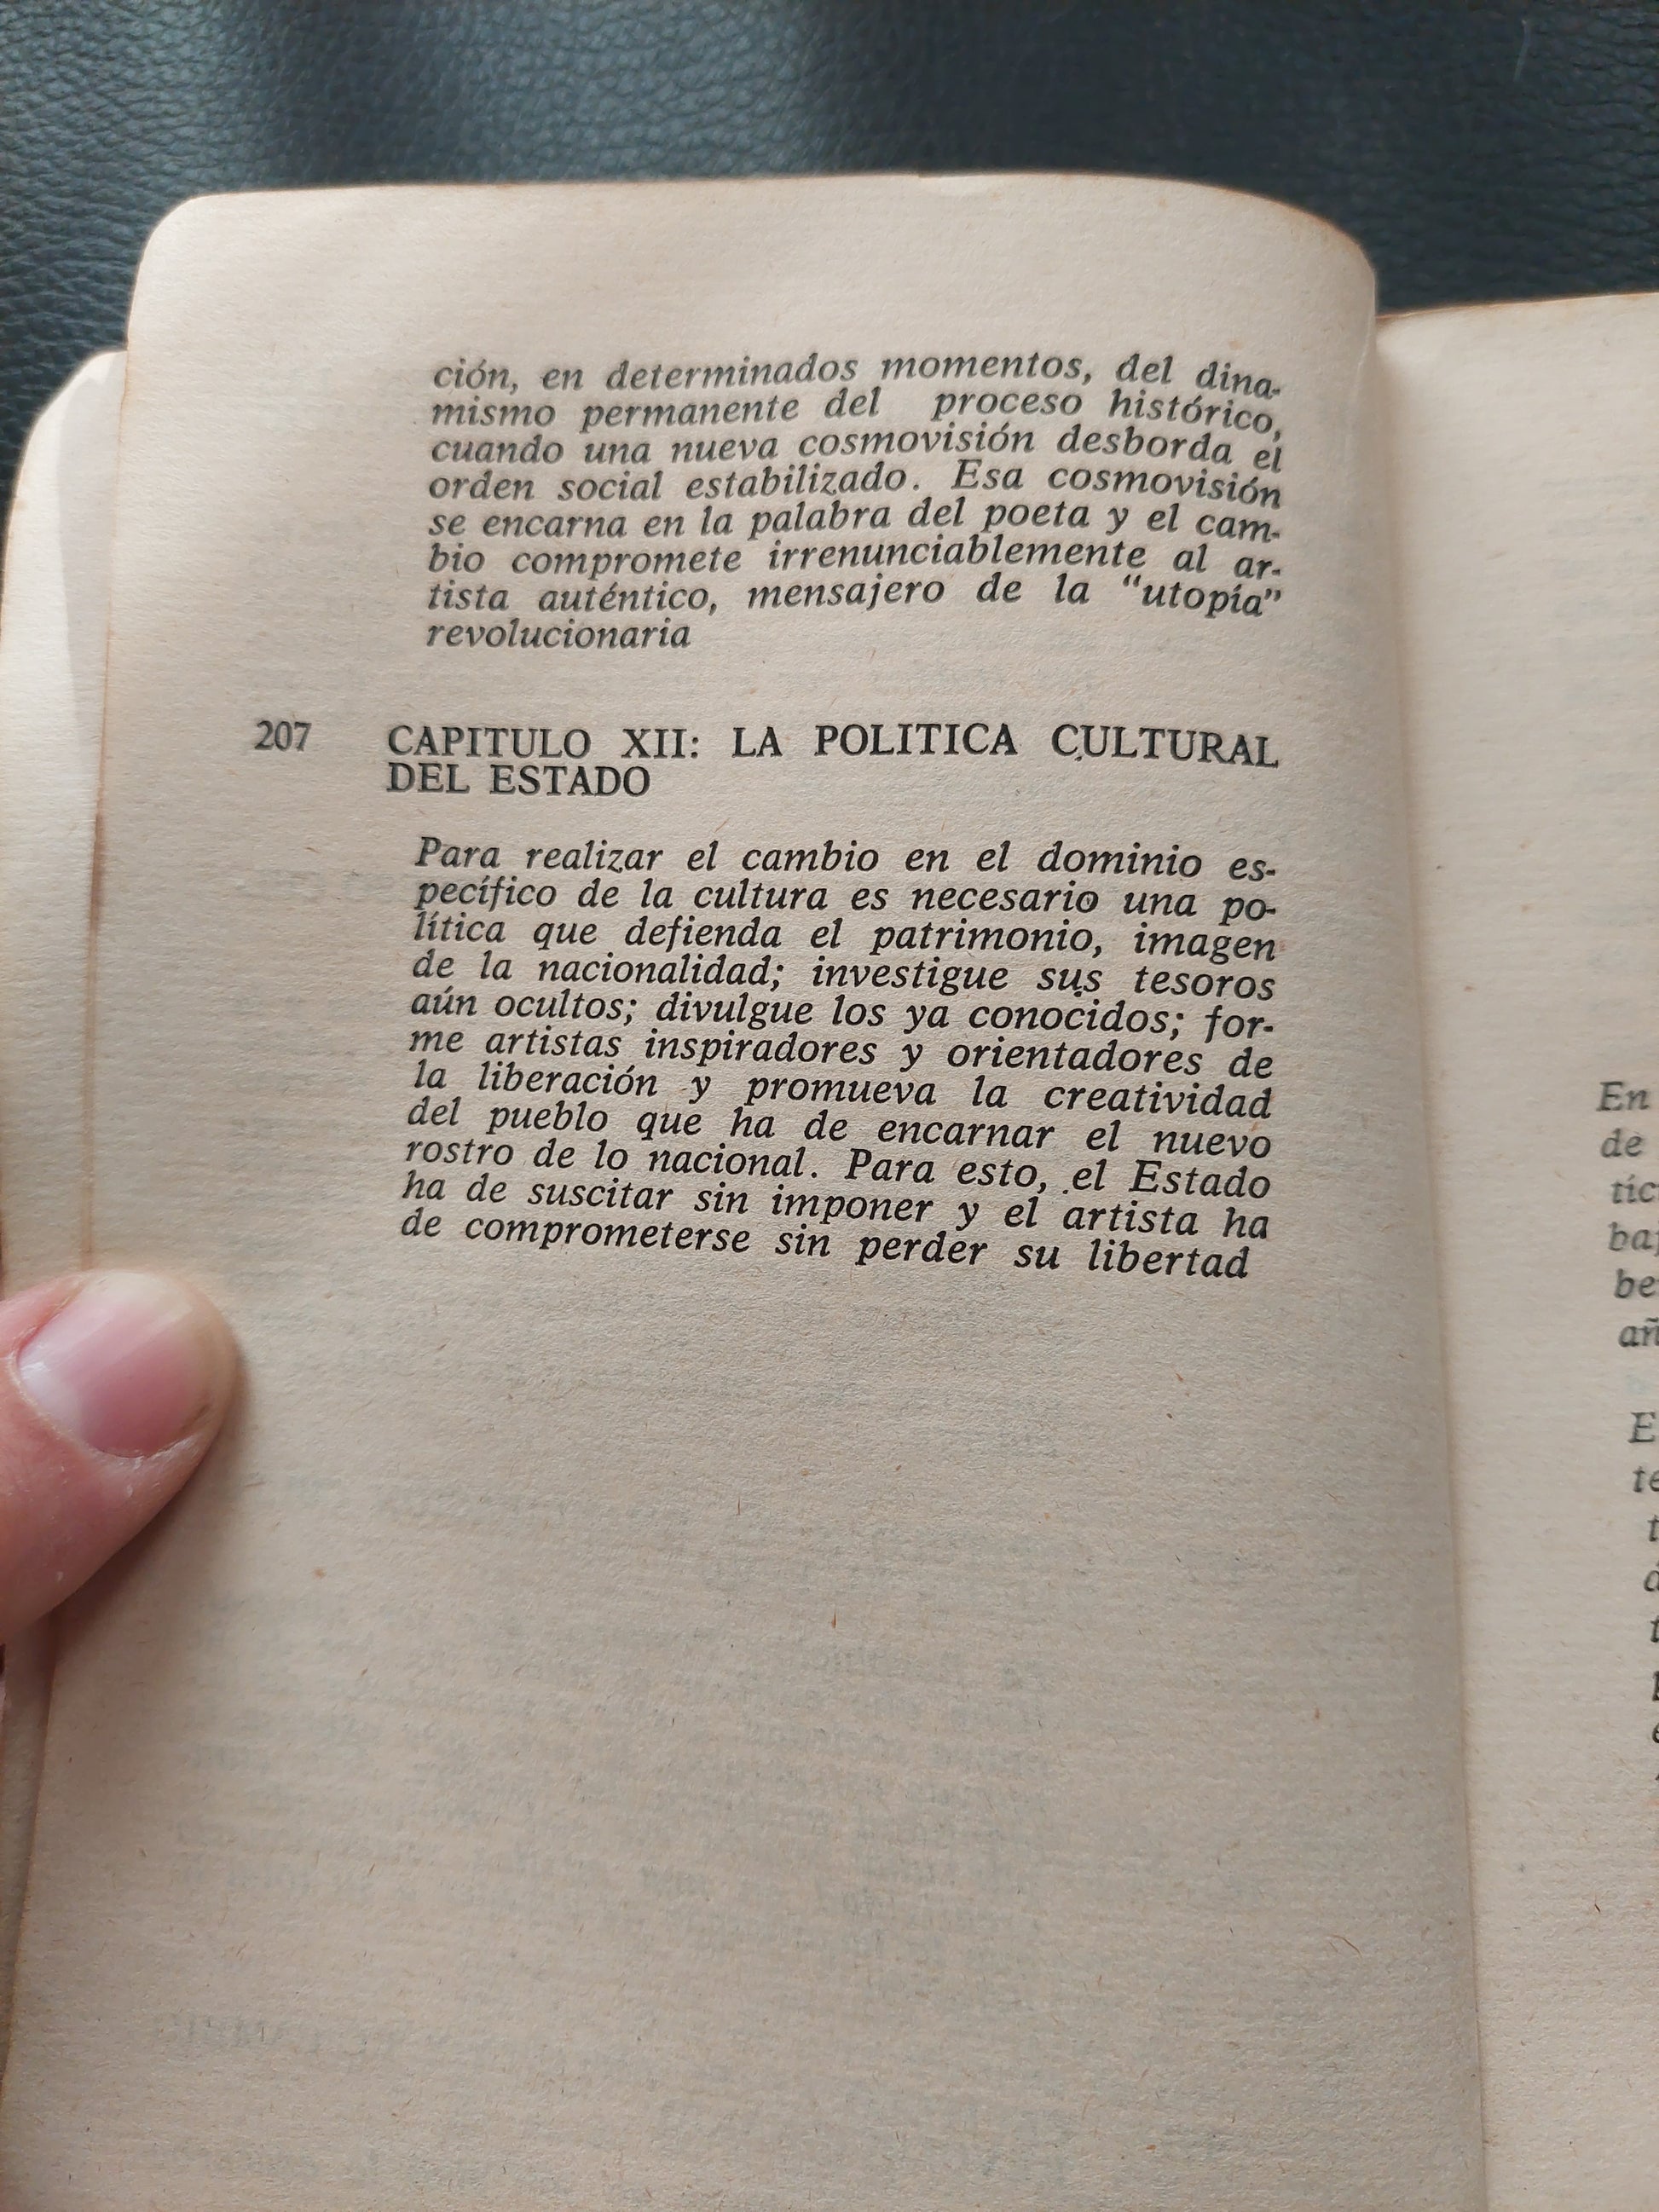 ción, en determinados momentos, del dina-
mismo permanente del proceso histórico,
cuando una nueva cosmovisión desborda el
orden social estabilizado. Esa cosmovisión
se encarna en la palabra del poeta y el cam-
bio compromete irrenunciablemente al ar-
tista auténtico, mensajero de la "utopía"
revolucionaria
207 CAPITULO XII: LA POLITICA CULTURAL
DEL ESTADO
Para realizar el cambio en el dominio es-
pecífico de la cultura es necesario una po-
lítica que defienda el patrimonio, imagen
de la nacionalidad; investigue sus tesoros
aún ocultos; divulgue los ya conocidos; for-
me artistas inspiradores y orientadores de
la liberación y promueva la creatividad
del pueblo que ha de encarnar el nuevo
rostro de lo nacional. Para esto, el Estado
ha de suscitar sin imponer y el artista ha
de comprometerse sin perder su libertad
En
de